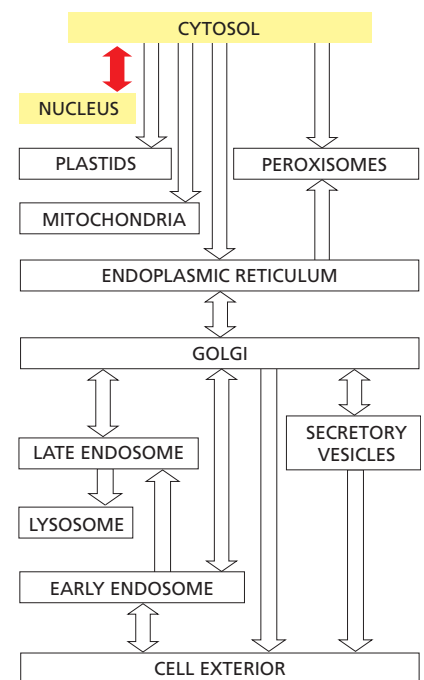 CYTOSOL
NUCLEUS
PLASTIDS
PEROXISOMES
MITOCHONDRIA
ENDOPLASMIC RETICULUM
GOLGI
LATE ENDOSOME
SECRETORY
VESICLES
LYSOSOME
EARLY ENDOSOME
CELL EXTERIOR